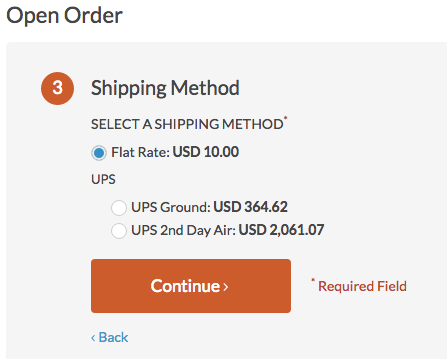 Open Order
3 Shipping Method
SELECT A SHIPPING METHOD*
Flat Rate: USD 10.00
UPS
UPS Ground: USD 364.62
UPS 2nd Day Air: USD 2,061.07
Continue ›
* Required Field
‹ Back